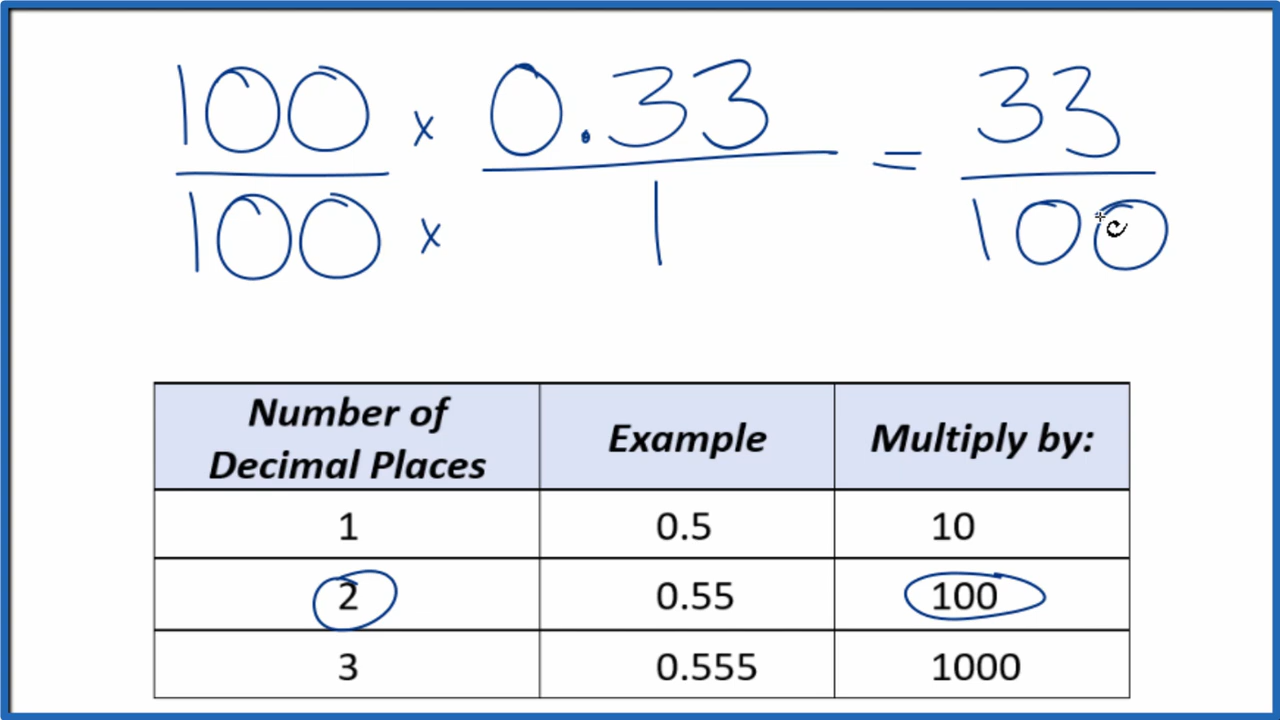 100 × 0.33 = 33
100 × 1 100
Number of Decimal Places Example Multiply by:
1 0.5 10
2 0.55 100
3 0.555 1000